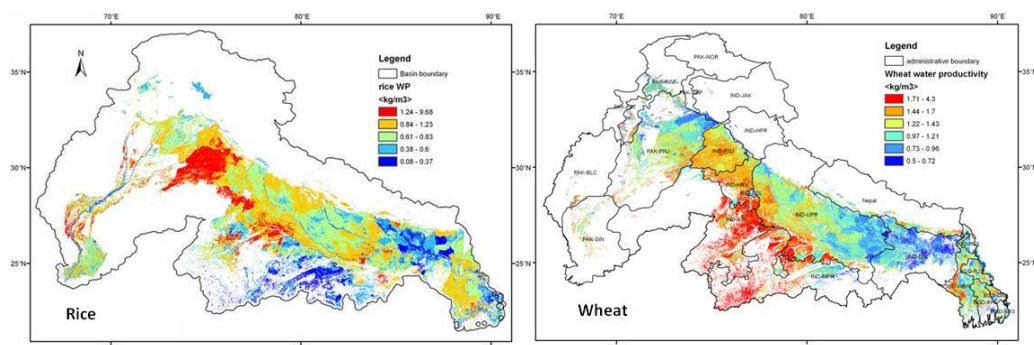 70°E 80°E 90°E
N
35°N
30°N
25°N
Legend
Basin boundary
rice WP
<kg/m3>
1.24 - 9.68
0.84 - 1.23
0.61 - 0.83
0.38 - 0.6
0.08 - 0.37
Rice
70°E 80°E 90°E
35°N
30°N
25°N
Legend
administrative boundary
Wheat water productivity
<kg/m3>
1.71 - 4.3
1.44 - 1.7
1.22 - 1.43
0.97 - 1.21
0.73 - 0.96
0.5 - 0.72
PAK-NOR
IND-JAK
IND-HPR
PAK-PNJ
PAK-BLC
PAK-SIN
Nepal
IND-UPP
IND-MPR
Wheat